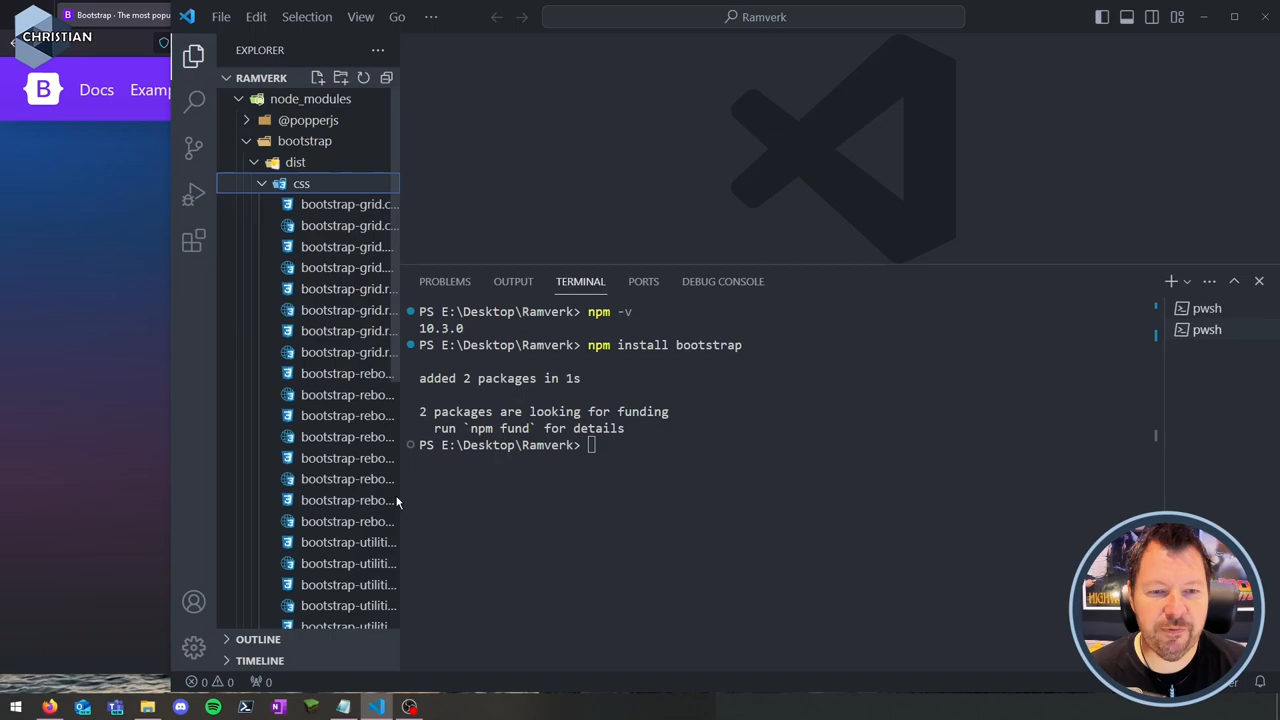 CHRISTIAN
Bootstrap · The most popu
B
Docs Examp
File Edit Selection View Go ...
Ramverk
EXPLORER
RAMVERK
node_modules
@popperjs
bootstrap
dist
css
bootstrap-grid.c...
bootstrap-grid.c...
bootstrap-grid....
bootstrap-grid....
bootstrap-grid.r...
bootstrap-grid.r...
bootstrap-grid.r...
bootstrap-grid.r...
bootstrap-rebo...
bootstrap-rebo...
bootstrap-rebo...
bootstrap-rebo...
bootstrap-rebo...
bootstrap-rebo...
bootstrap-rebo...
bootstrap-rebo...
bootstrap-utiliti...
bootstrap-utiliti...
bootstrap-utiliti...
bootstrap-utiliti...
bootstrap-utiliti
OUTLINE
TIMELINE
PROBLEMS OUTPUT TERMINAL PORTS DEBUG CONSOLE
PS E:\Desktop\Ramverk> npm -v
10.3.0
PS E:\Desktop\Ramverk> npm install bootstrap
added 2 packages in 1s
2 packages are looking for funding
run `npm fund` for details
PS E:\Desktop\Ramverk>
pwsh
pwsh
0 0 0